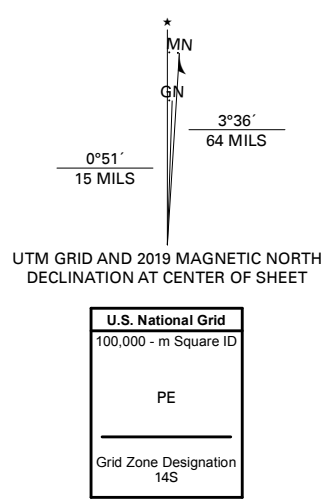 MN
GN
3°36´
64 MILS
0°51´
15 MILS
UTM GRID AND 2019 MAGNETIC NORTH
DECLINATION AT CENTER OF SHEET
U.S. National Grid
100,000 - m Square ID
PE
Grid Zone Designation
14S